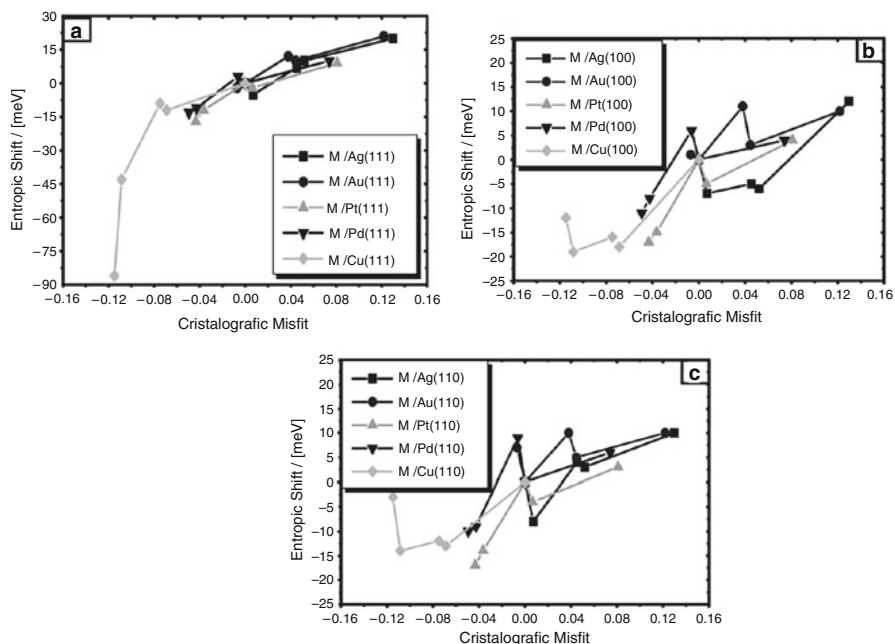 a
30
15
0
−15
−30
−45
−60
−75
−90
Entropic Shift / [meV]
M /Ag(111)
M /Au(111)
M /Pt(111)
M /Pd(111)
M /Cu(111)
−0.16 −0.12 −0.08 −0.04 0.00 0.04 0.08 0.12 0.16
Cristalografic Misfit
b
25
20
15
10
5
0
−5
−10
−15
−20
−25
Entropic Shift / [meV]
M /Ag(100)
M /Au(100)
M /Pt(100)
M /Pd(100)
M /Cu(100)
−0.16 −0.12 −0.08 −0.04 0.00 0.04 0.08 0.12 0.16
Cristalografic Misfit
c
25
20
15
10
5
0
−5
−10
−15
−20
−25
Entropic Shift / [meV]
M /Ag(110)
M /Au(110)
M /Pt(110)
M /Pd(110)
M /Cu(110)
−0.16 −0.12 −0.08 −0.04 0.00 0.04 0.08 0.12 0.16
Cristalografic Misfit